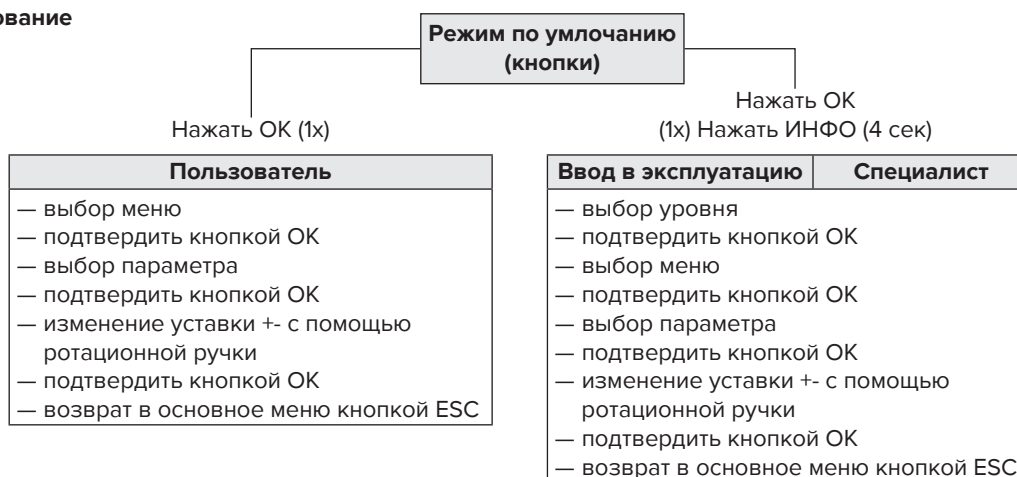 ование
Режим по умлочанию
(кнопки)
Нажать ОК (1x)
Нажать ОК
(1x) Нажать ИНФО (4 сек)
Пользователь
— выбор меню
— подтвердить кнопкой ОК
— выбор параметра
— подтвердить кнопкой ОК
— изменение уставки +- с помощью
ротационной ручки
— подтвердить кнопкой ОК
— возврат в основное меню кнопкой ESC
Ввод в эксплуатацию Специалист
— выбор уровня
— подтвердить кнопкой ОК
— выбор меню
— подтвердить кнопкой ОК
— выбор параметра
— подтвердить кнопкой ОК
— изменение уставки +- с помощью
ротационной ручки
— подтвердить кнопкой ОК
— возврат в основное меню кнопкой ESC